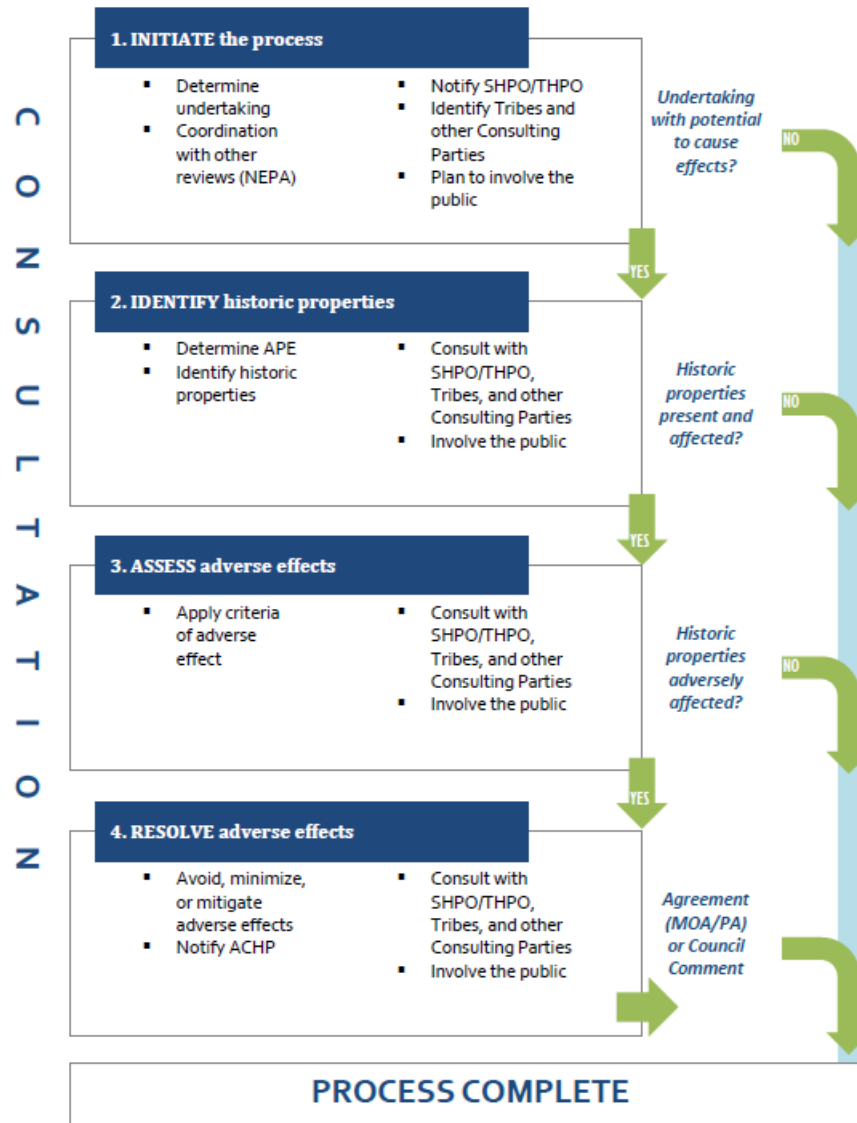 CONSULTATION
1. INITIATE the process
▪ Determine
undertaking
▪ Coordination
with other
reviews (NEPA)
▪ Notify SHPO/THPO
▪ Identify Tribes and
other Consulting
Parties
▪ Plan to involve the
public
Undertaking
with potential
to cause
effects?
NO
YES
2. IDENTIFY historic properties
▪ Determine APE
▪ Identify historic
properties
▪ Consult with
SHPO/THPO,
Tribes, and other
Consulting Parties
▪ Involve the public
Historic
properties
present and
affected?
NO
YES
3. ASSESS adverse effects
▪ Apply criteria
of adverse
effect
▪ Consult with
SHPO/THPO,
Tribes, and other
Consulting Parties
▪ Involve the public
Historic
properties
adversely
affected?
NO
YES
4. RESOLVE adverse effects
▪ Avoid, minimize,
or mitigate
adverse effects
▪ Notify ACHP
▪ Consult with
SHPO/THPO,
Tribes, and other
Consulting Parties
▪ Involve the public
Agreement
(MOA/PA)
or Council
Comment
PROCESS COMPLETE